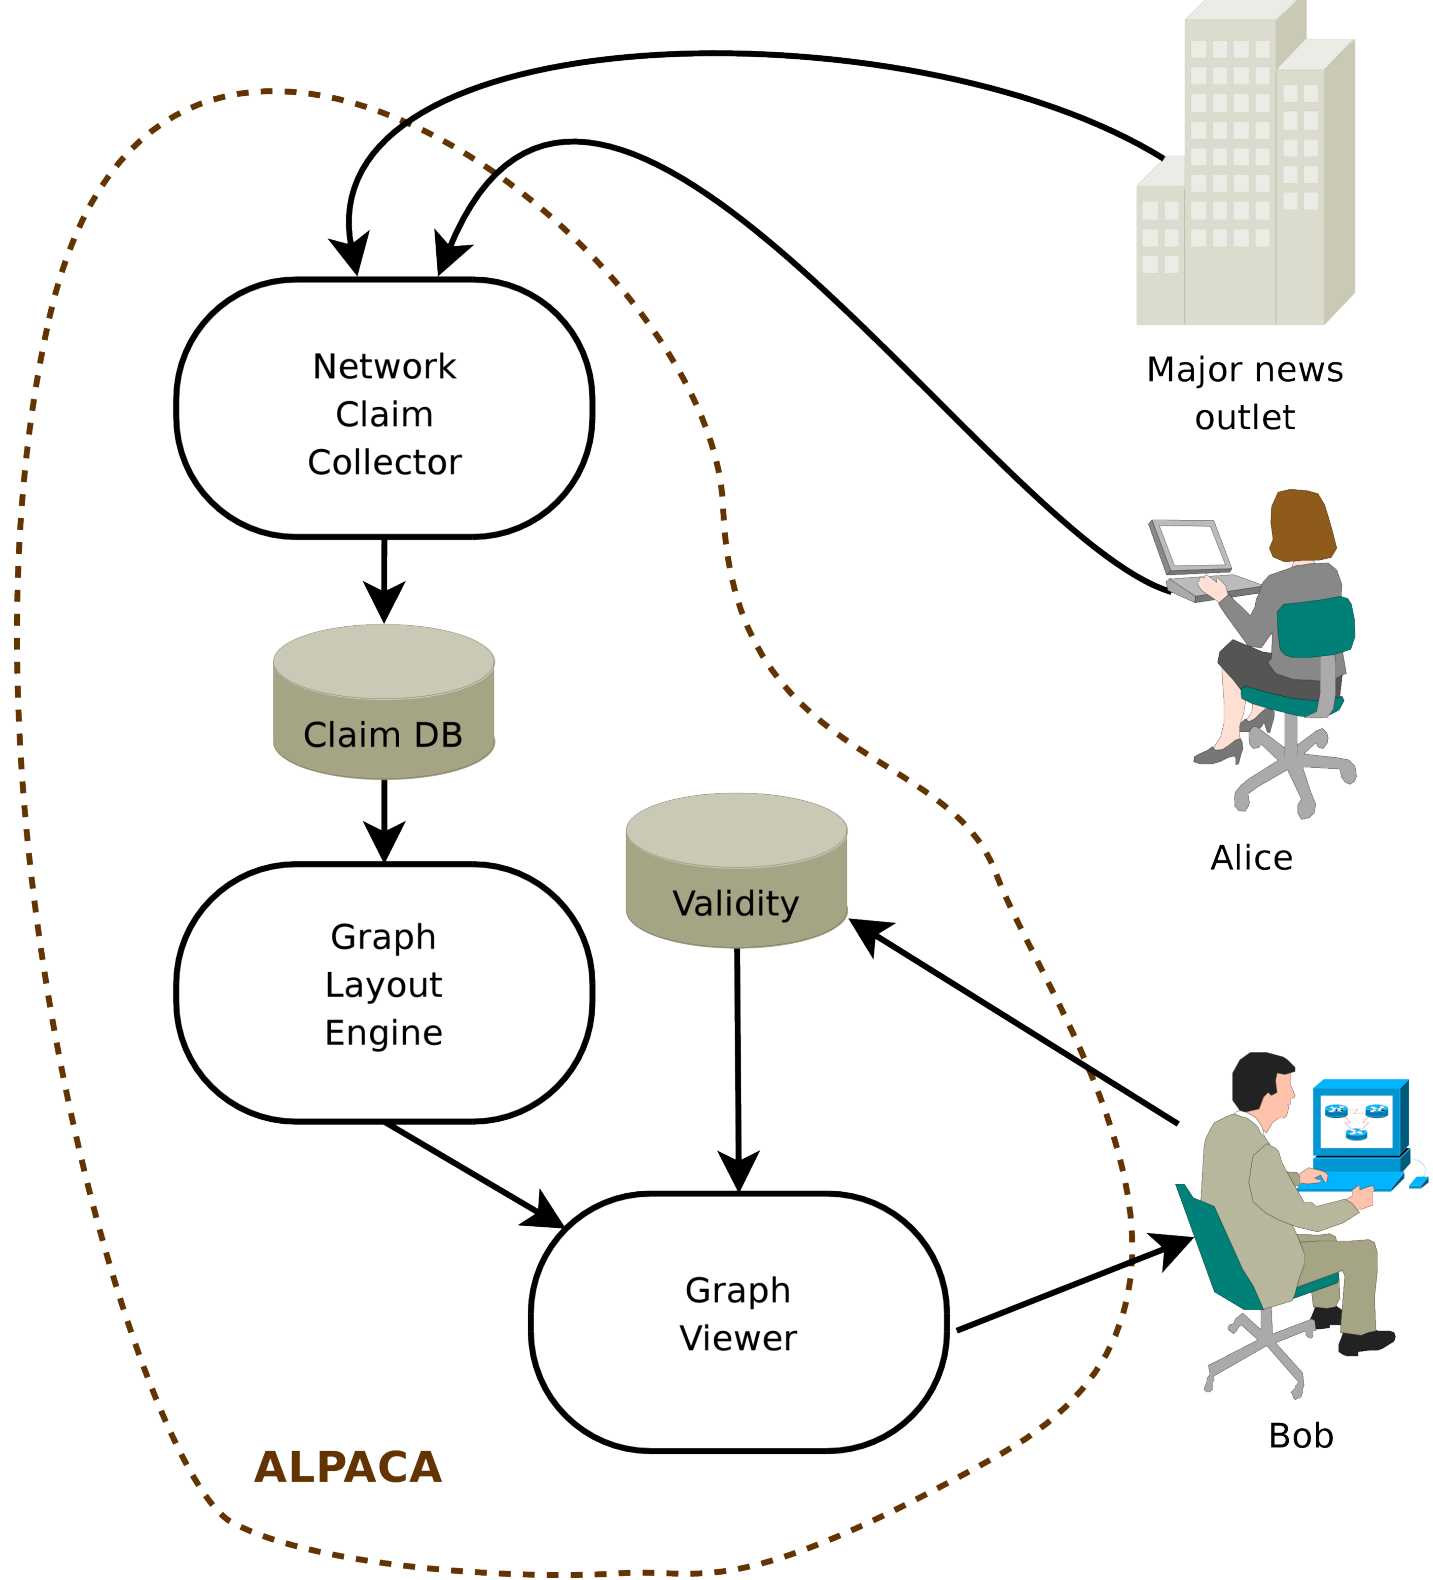 Network
Claim
Collector
Major news
outlet
Claim DB
Alice
Validity
Graph
Layout
Engine
Graph
Viewer
Bob
ALPACA